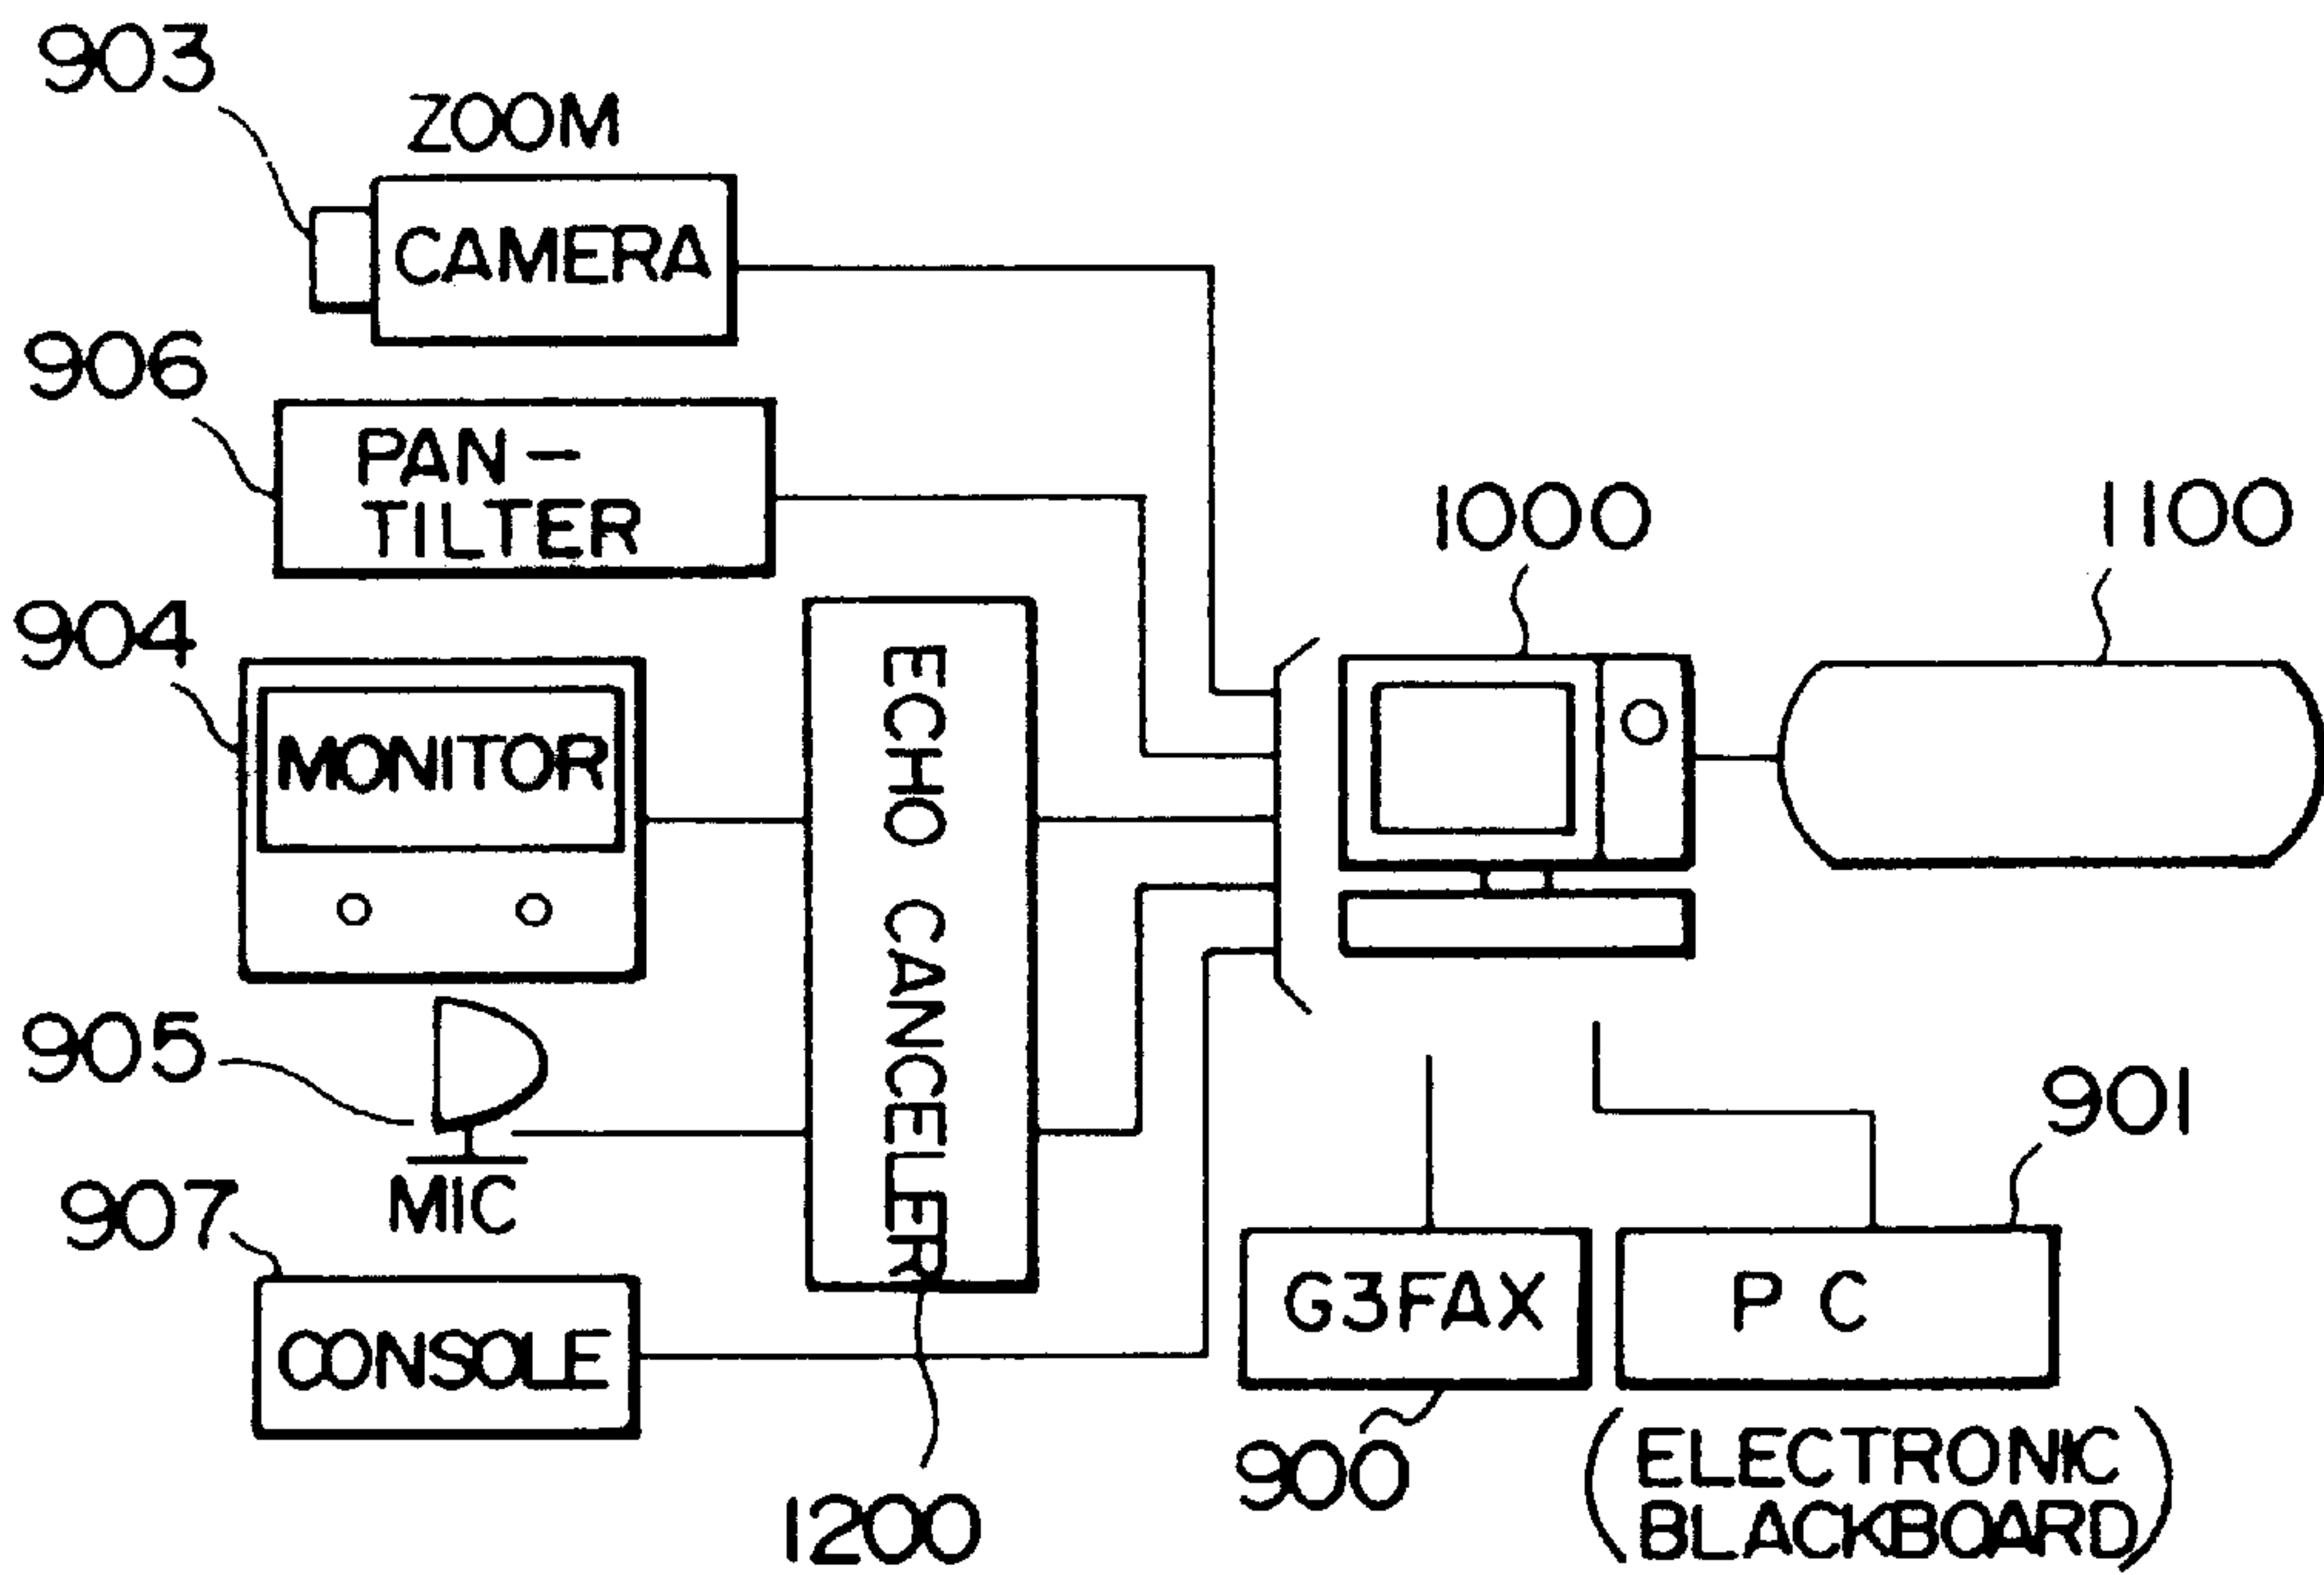 903
ZOOM
CAMERA
906
PAN-
TILTER
1000
1100
904
MONITOR
ECHO CANCELER
905
MIC
901
907
CONSOLE
G3FAX
P C
900
(ELECTRONIC
BLACKBOARD)
1200